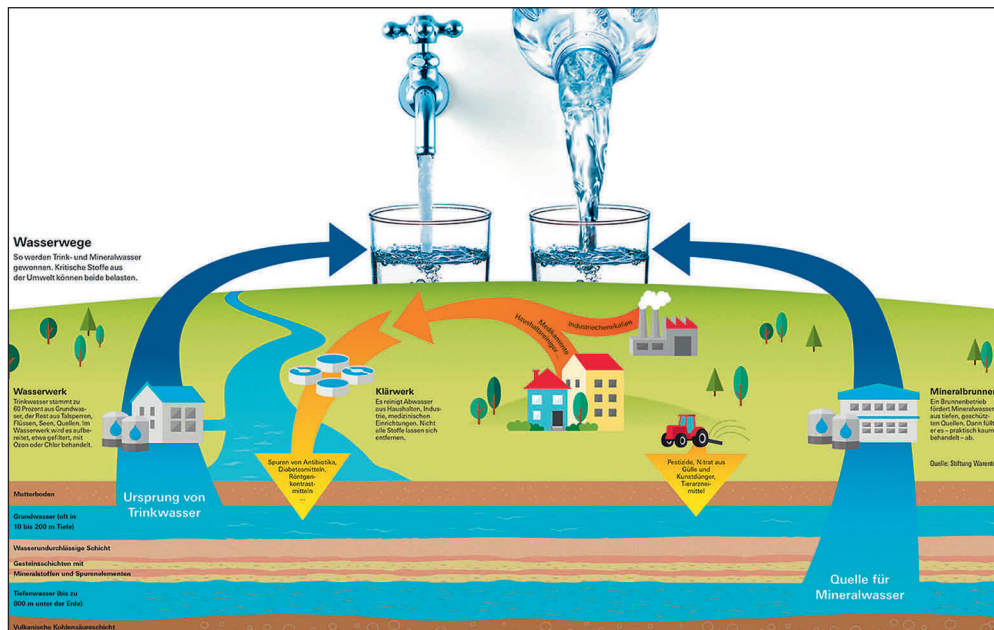 Wasserwege
So werden Trink- und Mineralwasser
gewonnen. Kritische Stoffe aus
der Umwelt können beide belasten.
Industriechemikalien
Medikamente
Haushaltsreiniger ...
Wasserwerk
Trinkwasser stammt zu
60 Prozent aus Grundwas-
ser, der Rest aus Talsperren,
Flüssen, Seen, Quellen. Im
Wasserwerk wird es aufbe-
reitet, etwa gefiltert, mit
Ozon oder Chlor behandelt.
Klärwerk
Es reinigt Abwasser
aus Haushalten, Indus-
trie, medizinischen
Einrichtungen. Nicht
alle Stoffe lassen sich
entfernen.
Mineralbrunnen
Ein Brunnenbetrieb
fördert Mineralwasser
aus tiefen, geschütz-
ten Quellen. Dann füllt
er es – praktisch kaum
behandelt – ab.
Quelle: Stiftung Warente
Spuren von Antibiotika,
Diabetesmitteln,
Röntgen-
kontrast-
mitteln
...
Pestizide, Nitrat aus
Gülle und
Kunstdünger,
Tierarznei-
mittel
Mutterboden
Ursprung von
Trinkwasser
Grundwasser (oft in
10 bis 200 m Tiefe)
Wasserundurchlässige Schicht
Gesteinsschichten mit
Mineralstoffen und Spurenelementen
Tiefenwasser (bis zu
800 m unter der Erde)
Quelle für
Mineralwasser
Vulkanische Kohlensäureschicht